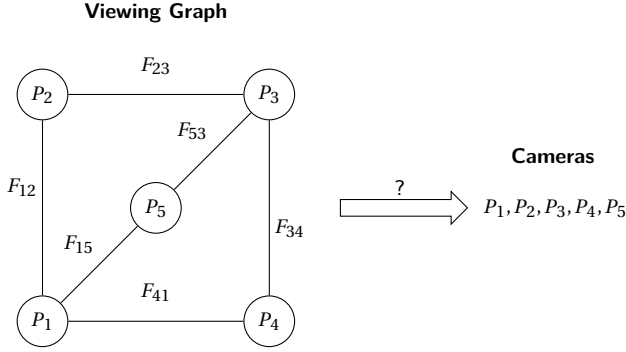 Viewing Graph
F₂₃
P₂
P₃
F₅₃
Cameras
F₁₂
?
P₅
P₁, P₂, P₃, P₄, P₅
F₃₄
F₁₅
F₄₁
P₁
P₄